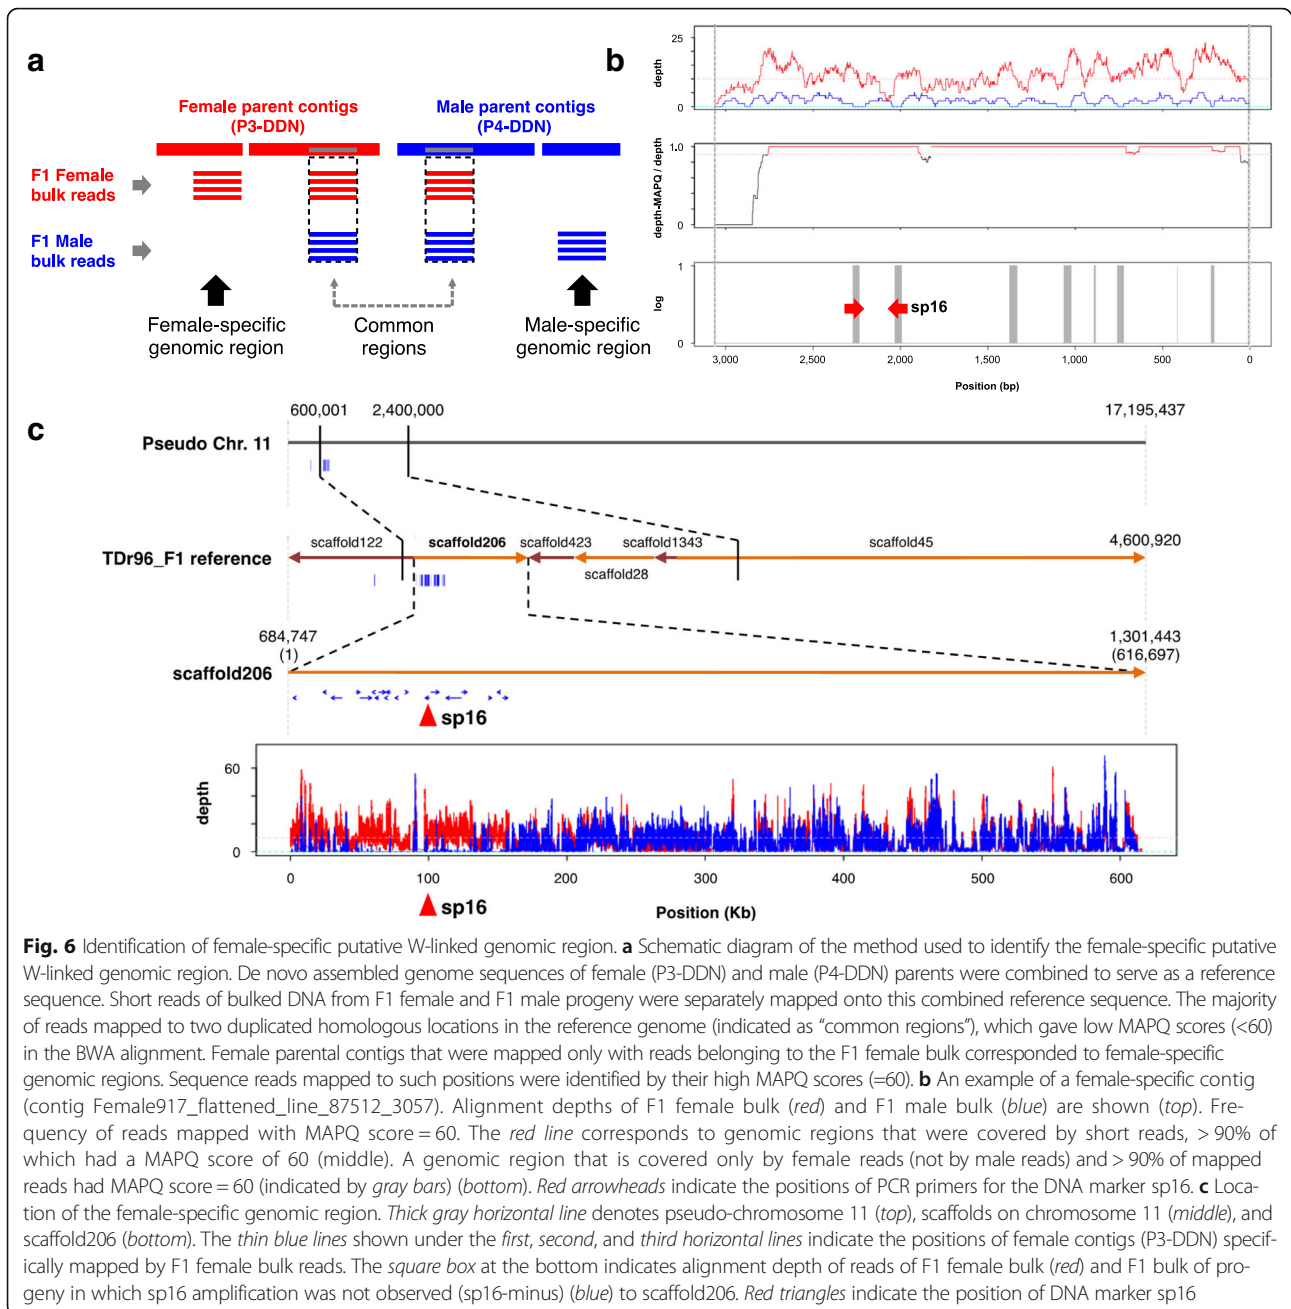 a
Female parent contigs
(P3-DDN)
Male parent contigs
(P4-DDN)
F1 Female
bulk reads
F1 Male
bulk reads
Female-specific
genomic region
Common
regions
Male-specific
genomic region
b
25
0
depth
1.0
0
depth-MAPQ / depth
1
0
log
sp16
3,000
2,500
2,000
1,500
1,000
500
0
Position (bp)
c
600,001
2,400,000
17,195,437
Pseudo Chr. 11
scaffold122
scaffold206
scaffold423
scaffold1343
scaffold45
4,600,920
TDr96_F1 reference
scaffold28
684,747
(1)
1,301,443
(616,697)
scaffold206
sp16
60
0
depth
0
100
200
300
400
500
600
sp16
Position (Kb)
Fig. 6 Identification of female-specific putative W-linked genomic region. a Schematic diagram of the method used to identify the female-specific putative
W-linked genomic region. De novo assembled genome sequences of female (P3-DDN) and male (P4-DDN) parents were combined to serve as a reference
sequence. Short reads of bulked DNA from F1 female and F1 male progeny were separately mapped onto this combined reference sequence. The majority
of reads mapped to two duplicated homologous locations in the reference genome (indicated as “common regions”), which gave low MAPQ scores (<60)
in the BWA alignment. Female parental contigs that were mapped only with reads belonging to the F1 female bulk corresponded to female-specific
genomic regions. Sequence reads mapped to such positions were identified by their high MAPQ scores (=60). b An example of a female-specific contig
(contig Female917_flattened_line_87512_3057). Alignment depths of F1 female bulk (red) and F1 male bulk (blue) are shown (top). Fre-
quency of reads mapped with MAPQ score = 60. The red line corresponds to genomic regions that were covered by short reads, > 90% of
which had a MAPQ score of 60 (middle). A genomic region that is covered only by female reads (not by male reads) and > 90% of mapped
reads had MAPQ score = 60 (indicated by gray bars) (bottom). Red arrowheads indicate the positions of PCR primers for the DNA marker sp16. c Loca-
tion of the female-specific genomic region. Thick gray horizontal line denotes pseudo-chromosome 11 (top), scaffolds on chromosome 11 (middle), and
scaffold206 (bottom). The thin blue lines shown under the first, second, and third horizontal lines indicate the positions of female contigs (P3-DDN) specif-
ically mapped by F1 female bulk reads. The square box at the bottom indicates alignment depth of reads of F1 female bulk (red) and F1 bulk of pro-
geny in which sp16 amplification was not observed (sp16-minus) (blue) to scaffold206. Red triangles indicate the position of DNA marker sp16